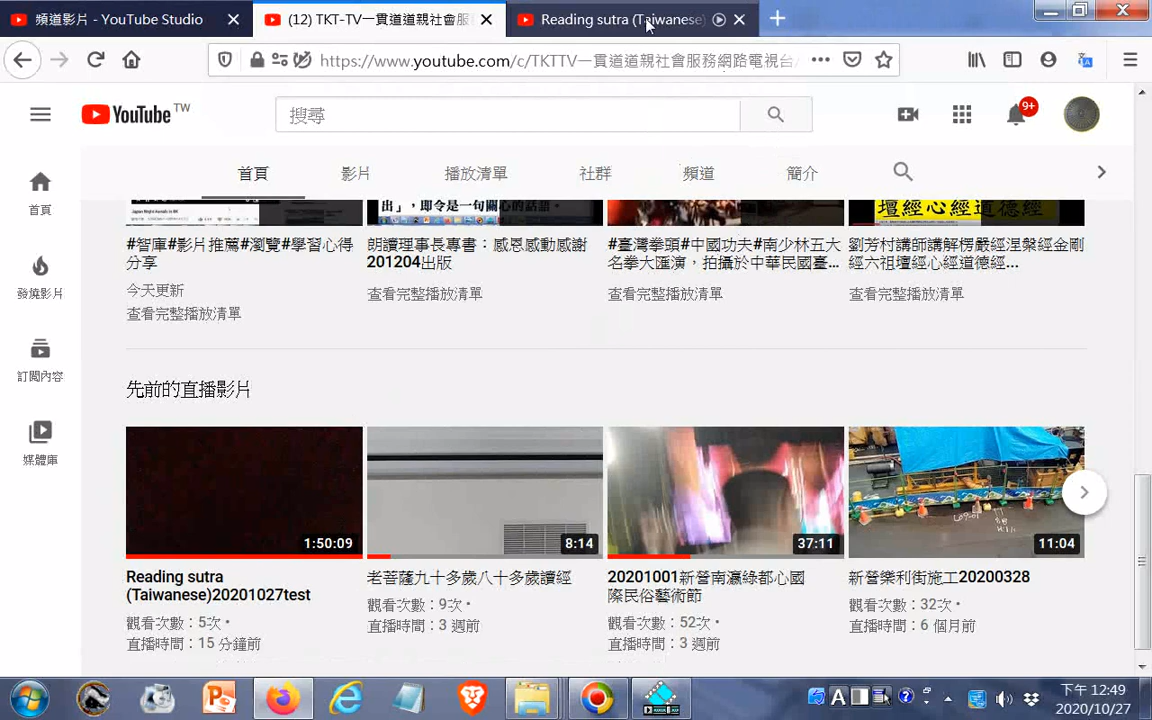 頻道影片 - YouTube Studio
(12) TKT-TV一貫道道親社會服
Reading sutra (Taiwanese)
https://www.youtube.com/c/TKTTV一貫道道親社會服務網路電視台
YouTube TW
搜尋
9+
首頁
影片
播放清單
社群
頻道
簡介
首頁
發燒影片
訂閱內容
媒體庫
出」，即令是一句關心的話語。
壇經心經道德經
#智庫#影片推薦#瀏覽#學習心得
分享
今天更新
查看完整播放清單
朗讀理事長專書：感恩感動感謝
201204出版
查看完整播放清單
#臺灣拳頭#中國功夫#南少林五大
名拳大匯演，拍攝於中華民國臺...
查看完整播放清單
劉芳村講師講解楞嚴經涅槃經金剛
經六祖壇經心經道德經...
查看完整播放清單
先前的直播影片
1:50:09
8:14
37:11
11:04
Reading sutra
(Taiwanese)20201027test
觀看次數：5次 •
直播時間：15 分鐘前
老菩薩九十多歲八十多歲讀經
觀看次數：9次 •
直播時間：3 週前
20201001新營南瀛綠都心國
際民俗藝術節
觀看次數：52次 •
直播時間：3 週前
新營樂利街施工20200328
觀看次數：32次 •
直播時間：6 個月前
A
下午 12:49
2020/10/27